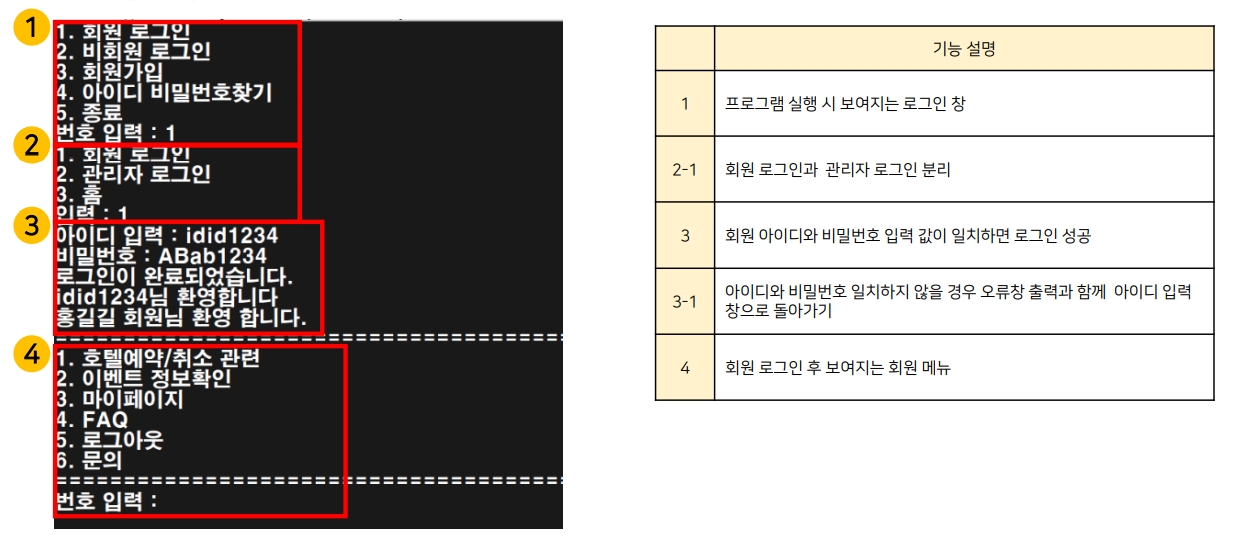 1
1. 회원 로그인
2. 비회원 로그인
3. 회원가입
4. 아이디 비밀번호찾기
5. 종료
번호 입력 : 1
2
1. 회원 로그인
2. 관리자 로그인
3. 홈
입력 : 1
3
아이디 입력 : idid1234
비밀번호 : ABab1234
로그인이 완료되었습니다.
idid1234님 환영합니다
홍길길 회원님 환영 합니다.
=======================================
4
1. 호텔예약/취소 관련
2. 이벤트 정보확인
3. 마이페이지
4. FAQ
5. 로그아웃
6. 문의
=======================================
번호 입력 :
기능 설명
1 프로그램 실행 시 보여지는 로그인 창
2-1 회원 로그인과 관리자 로그인 분리
3 회원 아이디와 비밀번호 입력 값이 일치하면 로그인 성공
3-1 아이디와 비밀번호 일치하지 않을 경우 오류창 출력과 함께 아이디 입력
창으로 돌아가기
4 회원 로그인 후 보여지는 회원 메뉴